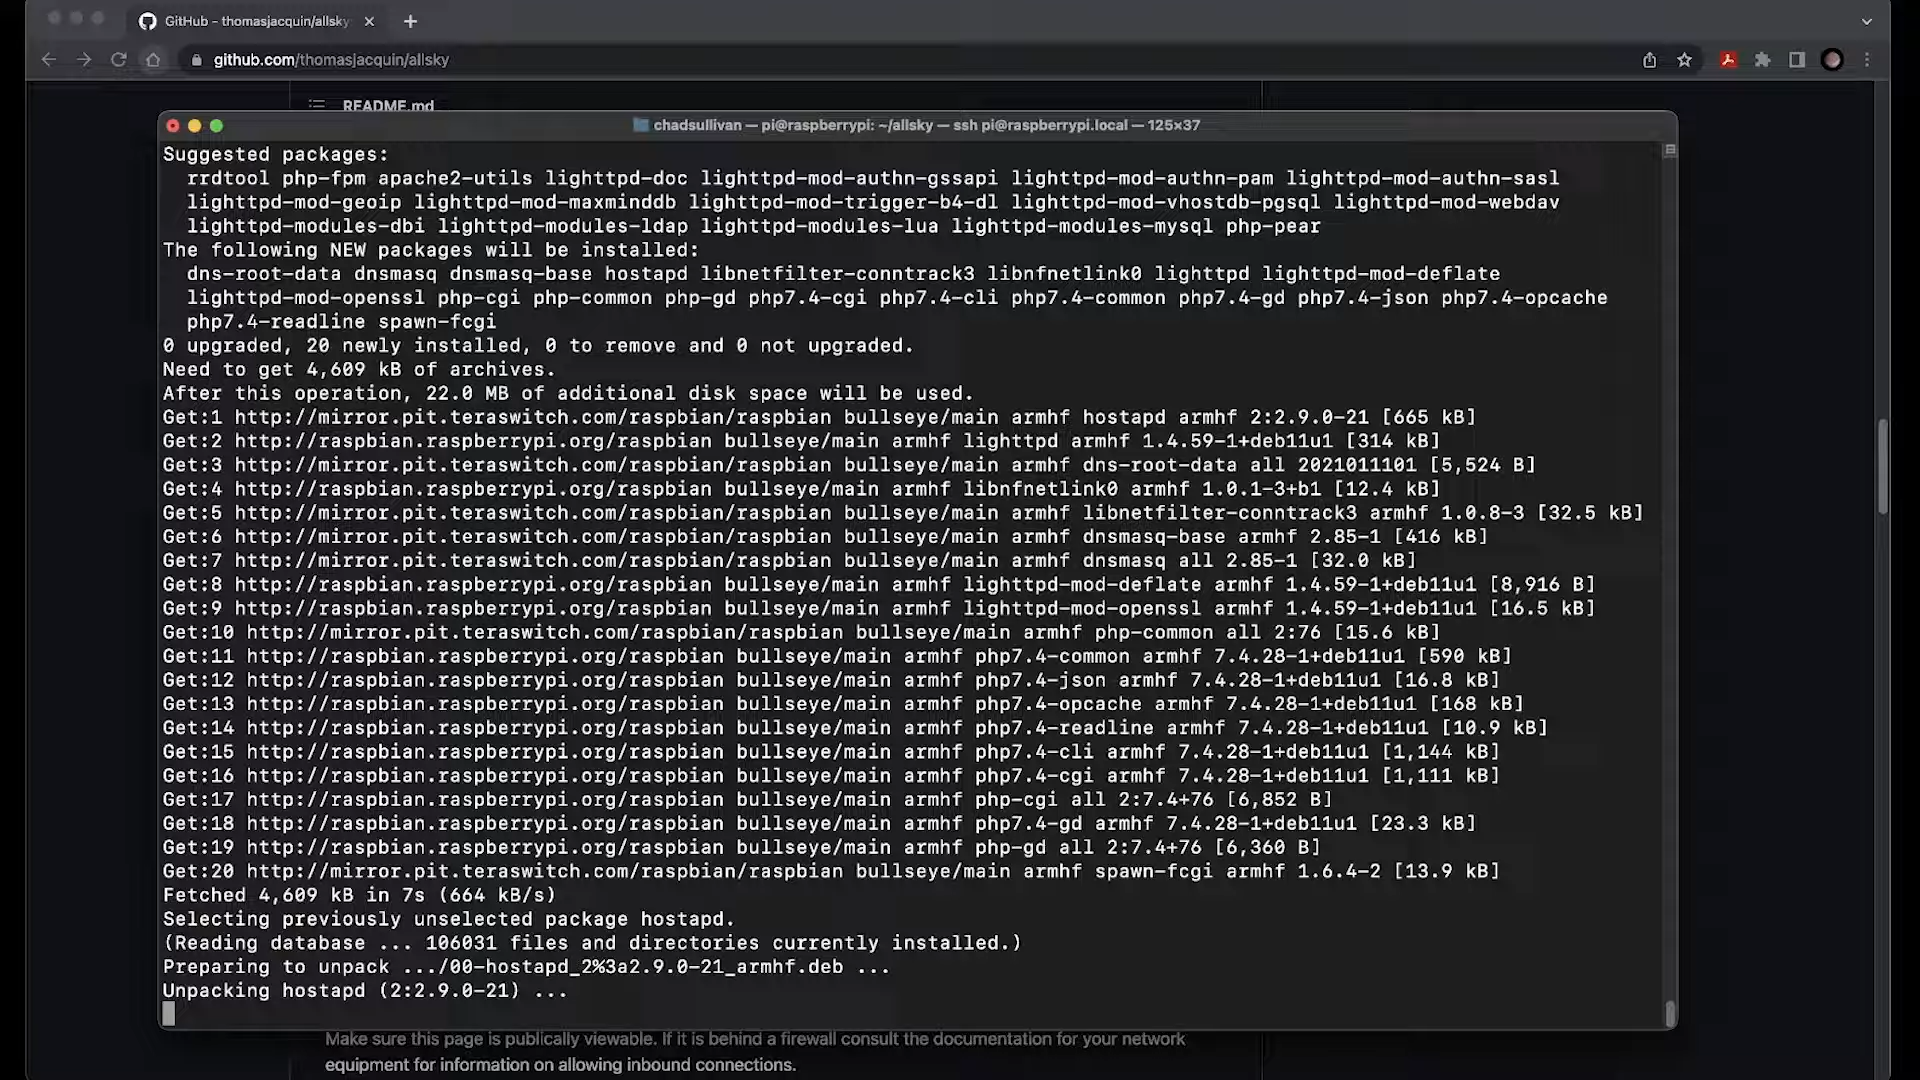 GitHub - thomasjacquin/allsky
github.com/thomasjacquin/allsky
README.md
chadsullivan — pi@raspberrypi: ~/allsky — ssh pi@raspberrypi.local — 125×37
Suggested packages:
rrdtool php-fpm apache2-utils lighttpd-doc lighttpd-mod-authn-gssapi lighttpd-mod-authn-pam lighttpd-mod-authn-sasl
lighttpd-mod-geoip lighttpd-mod-maxminddb lighttpd-mod-trigger-b4-dl lighttpd-mod-vhostdb-pgsql lighttpd-mod-webdav
lighttpd-modules-dbi lighttpd-modules-ldap lighttpd-modules-lua lighttpd-modules-mysql php-pear
The following NEW packages will be installed:
dns-root-data dnsmasq dnsmasq-base hostapd libnetfilter-conntrack3 libnfnetlink0 lighttpd lighttpd-mod-deflate
lighttpd-mod-openssl php-cgi php-common php-gd php7.4-cgi php7.4-cli php7.4-common php7.4-gd php7.4-json php7.4-opcache
php7.4-readline spawn-fcgi
0 upgraded, 20 newly installed, 0 to remove and 0 not upgraded.
Need to get 4,609 kB of archives.
After this operation, 22.0 MB of additional disk space will be used.
Get:1 http://mirror.pit.teraswitch.com/raspbian/raspbian bullseye/main armhf hostapd armhf 2:2.9.0-21 [665 kB]
Get:2 http://raspbian.raspberrypi.org/raspbian bullseye/main armhf lighttpd armhf 1.4.59-1+deb11u1 [314 kB]
Get:3 http://mirror.pit.teraswitch.com/raspbian/raspbian bullseye/main armhf dns-root-data all 2021011101 [5,524 B]
Get:4 http://raspbian.raspberrypi.org/raspbian bullseye/main armhf libnfnetlink0 armhf 1.0.1-3+b1 [12.4 kB]
Get:5 http://mirror.pit.teraswitch.com/raspbian/raspbian bullseye/main armhf libnetfilter-conntrack3 armhf 1.0.8-3 [32.5 kB]
Get:6 http://mirror.pit.teraswitch.com/raspbian/raspbian bullseye/main armhf dnsmasq-base armhf 2.85-1 [416 kB]
Get:7 http://mirror.pit.teraswitch.com/raspbian/raspbian bullseye/main armhf dnsmasq all 2.85-1 [32.0 kB]
Get:8 http://raspbian.raspberrypi.org/raspbian bullseye/main armhf lighttpd-mod-deflate armhf 1.4.59-1+deb11u1 [8,916 B]
Get:9 http://raspbian.raspberrypi.org/raspbian bullseye/main armhf lighttpd-mod-openssl armhf 1.4.59-1+deb11u1 [16.5 kB]
Get:10 http://mirror.pit.teraswitch.com/raspbian/raspbian bullseye/main armhf php-common all 2:76 [15.6 kB]
Get:11 http://raspbian.raspberrypi.org/raspbian bullseye/main armhf php7.4-common armhf 7.4.28-1+deb11u1 [590 kB]
Get:12 http://raspbian.raspberrypi.org/raspbian bullseye/main armhf php7.4-json armhf 7.4.28-1+deb11u1 [16.8 kB]
Get:13 http://raspbian.raspberrypi.org/raspbian bullseye/main armhf php7.4-opcache armhf 7.4.28-1+deb11u1 [168 kB]
Get:14 http://raspbian.raspberrypi.org/raspbian bullseye/main armhf php7.4-readline armhf 7.4.28-1+deb11u1 [10.9 kB]
Get:15 http://raspbian.raspberrypi.org/raspbian bullseye/main armhf php7.4-cli armhf 7.4.28-1+deb11u1 [1,144 kB]
Get:16 http://raspbian.raspberrypi.org/raspbian bullseye/main armhf php7.4-cgi armhf 7.4.28-1+deb11u1 [1,111 kB]
Get:17 http://raspbian.raspberrypi.org/raspbian bullseye/main armhf php-cgi all 2:7.4+76 [6,852 B]
Get:18 http://raspbian.raspberrypi.org/raspbian bullseye/main armhf php7.4-gd armhf 7.4.28-1+deb11u1 [23.3 kB]
Get:19 http://raspbian.raspberrypi.org/raspbian bullseye/main armhf php-gd all 2:7.4+76 [6,360 B]
Get:20 http://mirror.pit.teraswitch.com/raspbian/raspbian bullseye/main armhf spawn-fcgi armhf 1.6.4-2 [13.9 kB]
Fetched 4,609 kB in 7s (664 kB/s)
Selecting previously unselected package hostapd.
(Reading database ... 106031 files and directories currently installed.)
Preparing to unpack .../00-hostapd_2%3a2.9.0-21_armhf.deb ...
Unpacking hostapd (2:2.9.0-21) ...
Make sure this page is publically viewable. If it is behind a firewall consult the documentation for your network
equipment for information on allowing inbound connections.